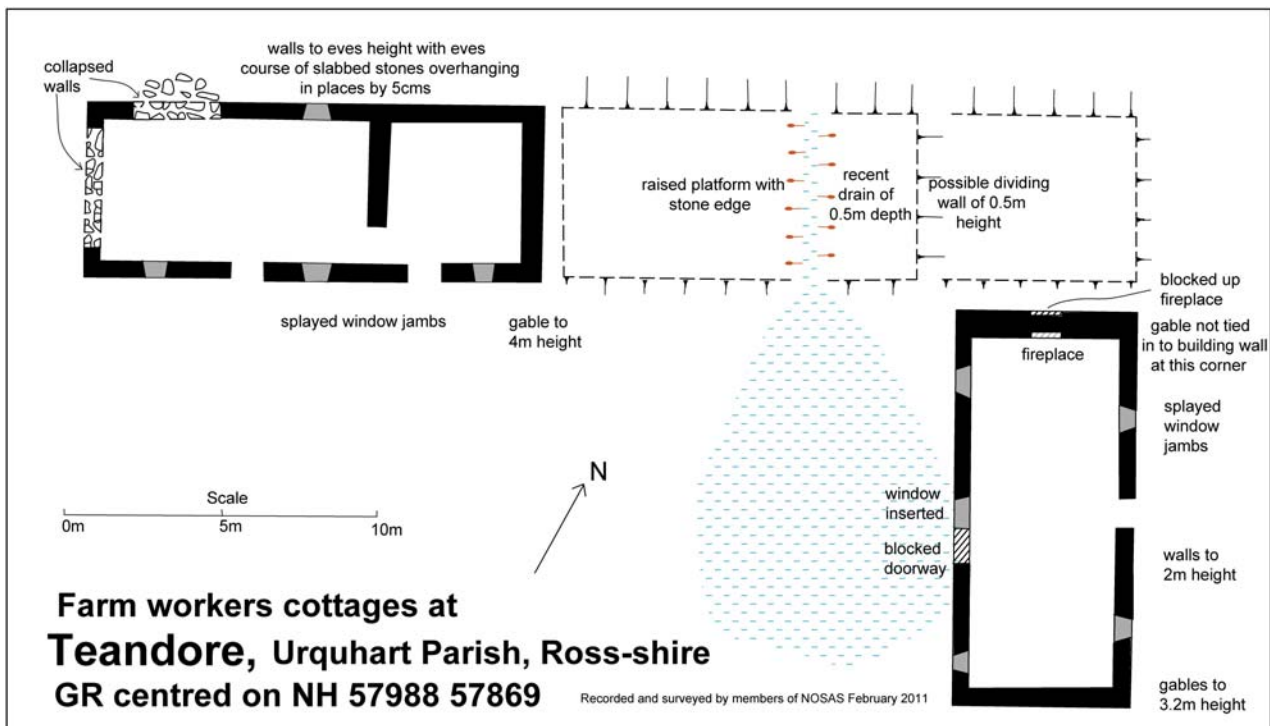 walls to eves height with eves
course of slabbed stones overhanging
in places by 5cms
collapsed
walls
raised platform with
stone edge
recent
drain of
0.5m depth
possible dividing
wall of 0.5m
height
splayed window jambs
gable to
4m height
blocked up
fireplace
gable not tied
in to building wall
at this corner
fireplace
splayed
window
jambs
N
Scale
0m
5m
10m
window
inserted
blocked
doorway
walls to
2m height
Farm workers cottages at
Teandore, Urquhart Parish, Ross-shire
GR centred on NH 57988 57869
Recorded and surveyed by members of NOSAS February 2011
gables to
3.2m height